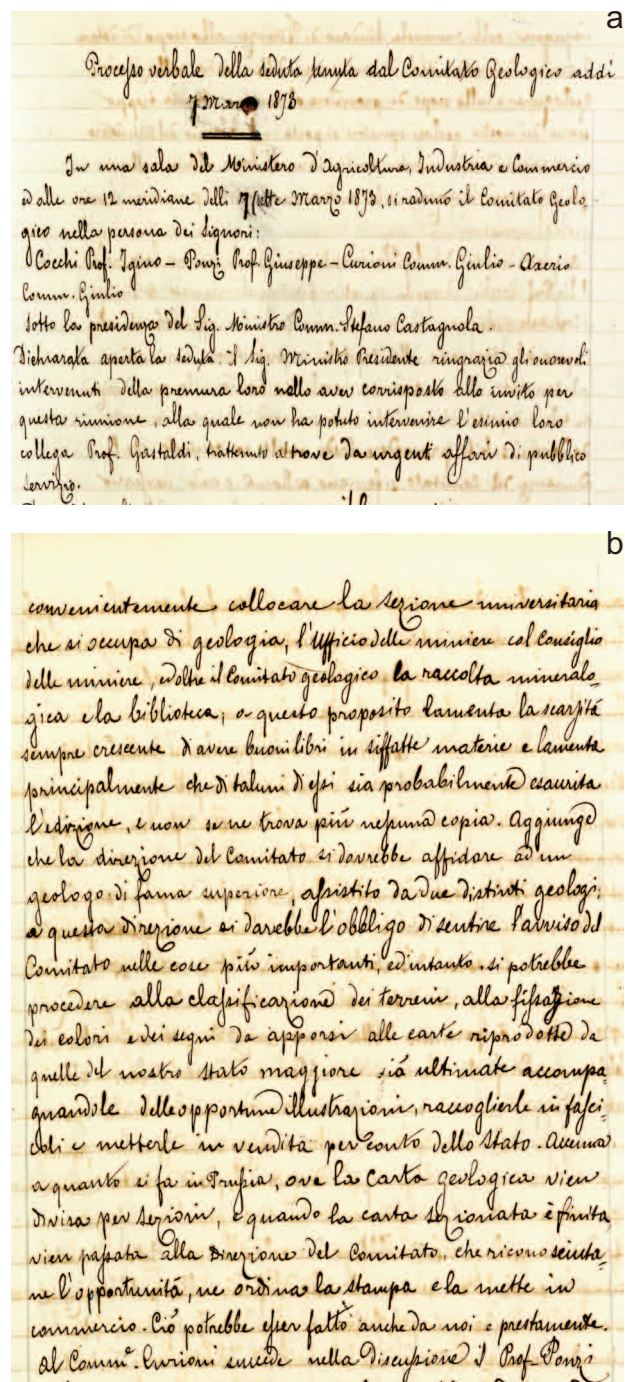 a
Processo verbale della seduta tenuta dal Comitato Geologico addi
7 Marzo 1873
In una sala del Ministero d'Agricoltura, Industria e Commercio
ed alle ore 12 meridiane delli 7 sette Marzo 1873, si radunò il Comitato Geolo-
gico nella persona dei Signori:
Cocchi Prof. Igino - Ponzi Prof. Giuseppe - Curioni Comm. Giulio - Axerio
Comm. Giulio
sotto la presidenza del Sig. Ministro Comm. Stefano Castagnola.
Dichiarata aperta la seduta il Sig. Ministro Presidente ringrazia gli onorevoli
intervenuti della premura loro nello aver corrisposto allo invito per
questa riunione, alla quale non ha potuto intervenire l'esimio loro
collega Prof. Gastaldi, trattenuto altrove da urgenti affari di pubblico
servizio.
b
convenientemente collocare la sezione universitaria
che si occupa di geologia, l'Ufficio delle miniere col Consiglio
delle miniere, ed oltre il Comitato geologico la raccolta mineralo-
gica e la biblioteca; a questo proposito lamenta la scarsità
sempre crescente di avere buoni libri in siffatte materie e lamenta
principalmente che di taluni di essi sia probabilmente esaurita
l'edizione, e non se ne trova più nessuna copia. Aggiunge
che la direzione del Comitato si dovrebbe affidare ad un
geologo di fama superiore, assistito da due distinti geologi;
a questa direzione si darebbe l'obbligo di sentire l'avviso del
Comitato nelle cose più importanti, ed intanto si potrebbe
procedere alla classificazione dei terreni, alla fissazione
dei colori e dei segni da apporsi alle carte riprodotte da
quelle del nostro stato maggiore già ultimate accompa
gnandole delle opportune illustrazioni, raccoglierle in fasci-
coli e metterle in vendita per conto dello Stato. Accenna
a quanto si fa in Prussia, ove la Carta geologica vien
divisa per sezioni, e quando la carta sezionata è finita
vien passata alla Direzione del Comitato, che riconosciuta-
ne l'opportunità, ne ordina la stampa e la mette in
commercio. Ciò potrebbe esser fatto anche da noi e prestamente.
Al Comm. Curioni succede nella discussione il Prof. Ponzi